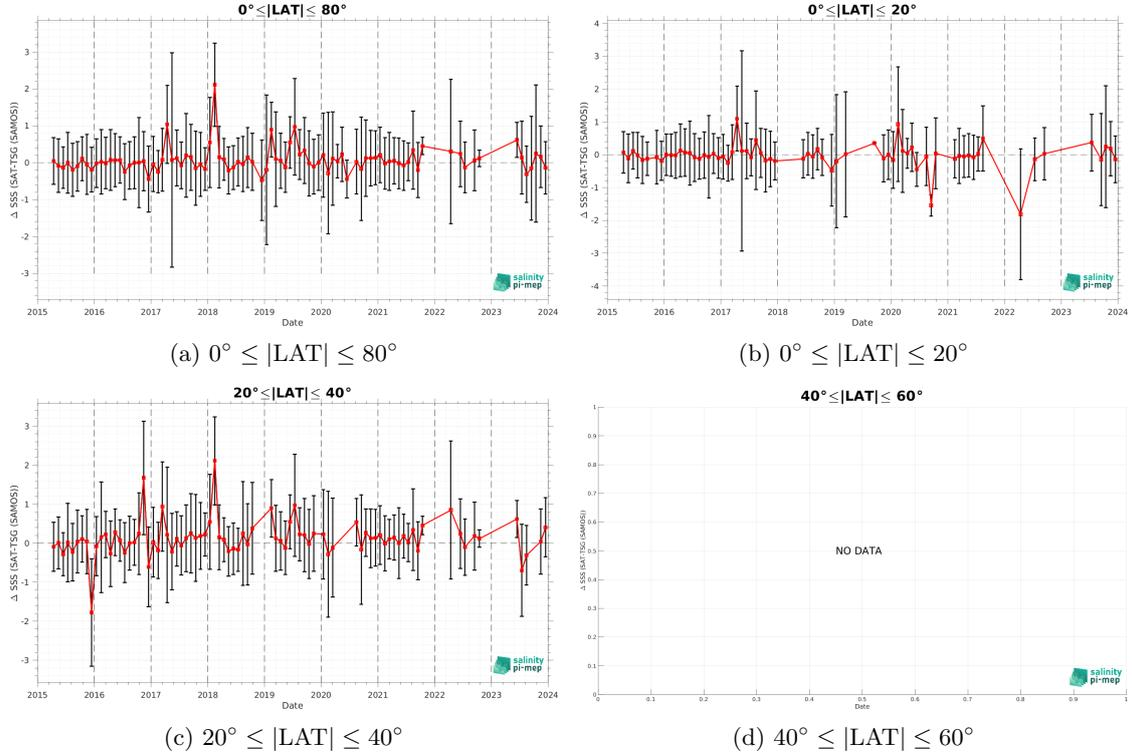 0°≤|LAT|≤ 80°
Δ SSS (SAT-TSG (SAMOS))
3
2
1
0
-1
-2
-3
2015 2016 2017 2018 2019 2020 2021 2022 2023 2024
Date
salinity
pi-mep
(a) 0° ≤ |LAT| ≤ 80°
0°≤|LAT|≤ 20°
Δ SSS (SAT-TSG (SAMOS))
4
3
2
1
0
-1
-2
-3
-4
2015 2016 2017 2018 2019 2020 2021 2022 2023 2024
Date
salinity
pi-mep
(b) 0° ≤ |LAT| ≤ 20°
20°≤|LAT|≤ 40°
Δ SSS (SAT-TSG (SAMOS))
3
2
1
0
-1
-2
-3
2015 2016 2017 2018 2019 2020 2021 2022 2023 2024
Date
salinity
pi-mep
(c) 20° ≤ |LAT| ≤ 40°
40°≤|LAT|≤ 60°
Δ SSS (SAT-TSG (SAMOS))
1
0.9
0.8
0.7
0.6
0.5
0.4
0.3
0.2
0.1
0
NO DATA
0 0.1 0.2 0.3 0.4 0.5 0.6 0.7 0.8 0.9 1
Date
salinity
pi-mep
(d) 40° ≤ |LAT| ≤ 60°